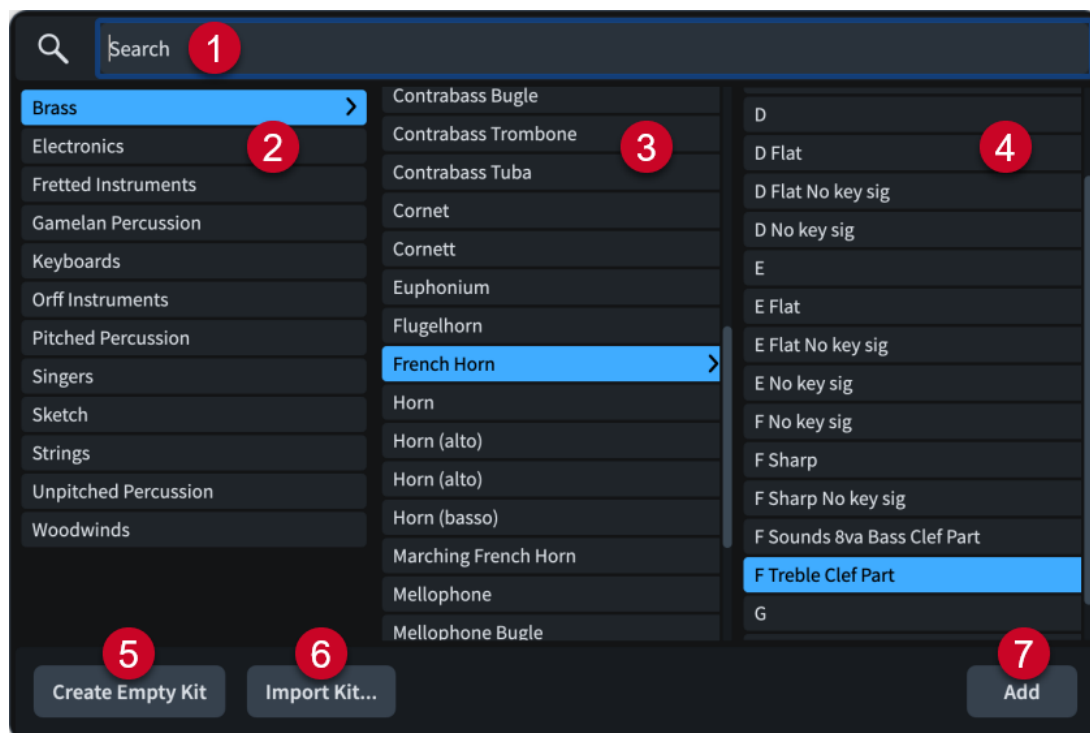 Search
1
Brass
2
Electronics
Fretted Instruments
Gamelan Percussion
Keyboards
Orff Instruments
Pitched Percussion
Singers
Sketch
Strings
Unpitched Percussion
Woodwinds
Contrabass Bugle
3
Contrabass Trombone
Contrabass Tuba
Cornet
Cornett
Euphonium
Flugelhorn
French Horn
Horn
Horn (alto)
Horn (alto)
Horn (basso)
Marching French Horn
Mellophone
Mellophone Bugle
D
4
D Flat
D Flat No key sig
D No key sig
E
E Flat
E Flat No key sig
E No key sig
F No key sig
F Sharp
F Sharp No key sig
F Sounds 8va Bass Clef Part
F Treble Clef Part
G
5
Create Empty Kit
6
Import Kit...
7
Add